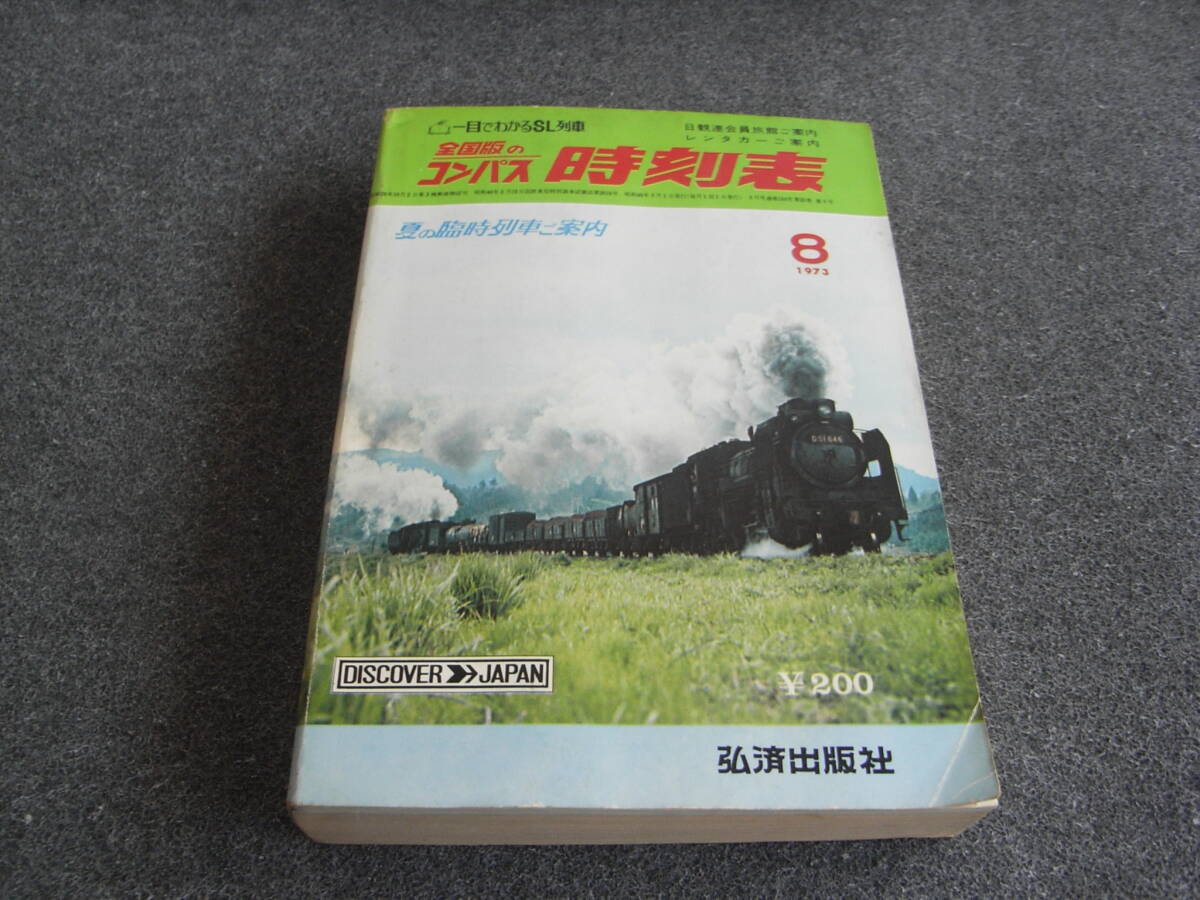 一目でわかるSL列車
日観連会員旅館ご案内
レンタカーご案内
全国版の
コンパス 時刻表
夏の臨時列車ご案内
8
1973
D51646
DISCOVER JAPAN
¥200
弘済出版社